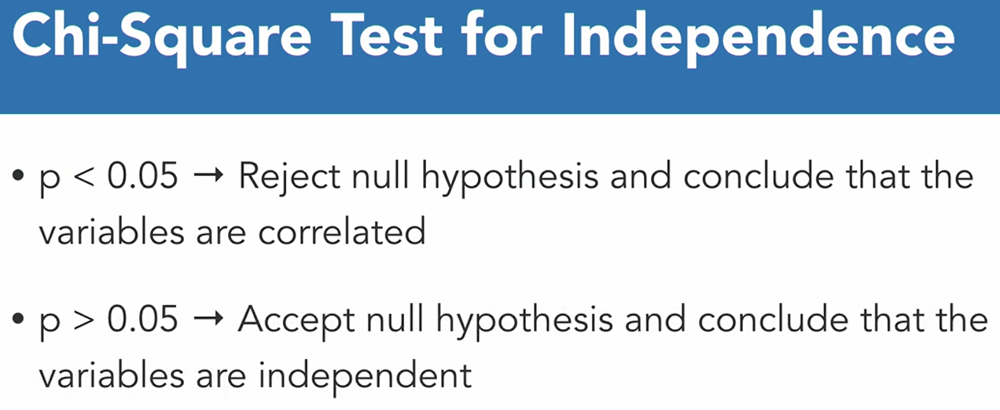 Chi-Square Test for Independence
• p < 0.05 → Reject null hypothesis and conclude that the
variables are correlated
• p > 0.05 → Accept null hypothesis and conclude that the
variables are independent